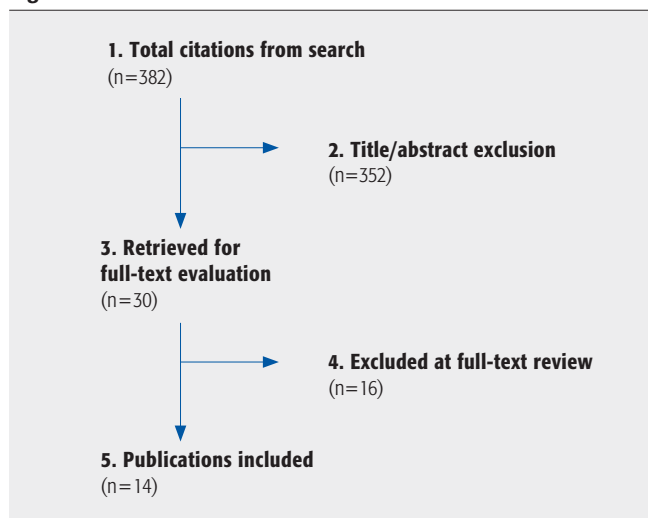 1. Total citations from search
(n=382)
2. Title/abstract exclusion
(n=352)
3. Retrieved for
full-text evaluation
(n=30)
4. Excluded at full-text review
(n=16)
5. Publications included
(n=14)